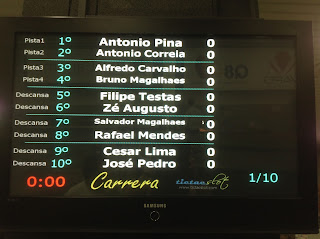 Pista1 1º Antonio Pina 0
Pista2 2º Antonio Correia 0
Pista3 3º Alfredo Carvalho 0
Pista4 4º Bruno Magalhaes 0
Descansa 5º Filipe Testas 0
Descansa 6º Zé Augusto 0
Descansa 7º Salvador Magalhaes 0
Descansa 8º Rafael Mendes 0
Descansa 9º Cesar Lima 0
Descansa 10º José Pedro 0
0:00 Carrera slot 1/10
SAMSUNG